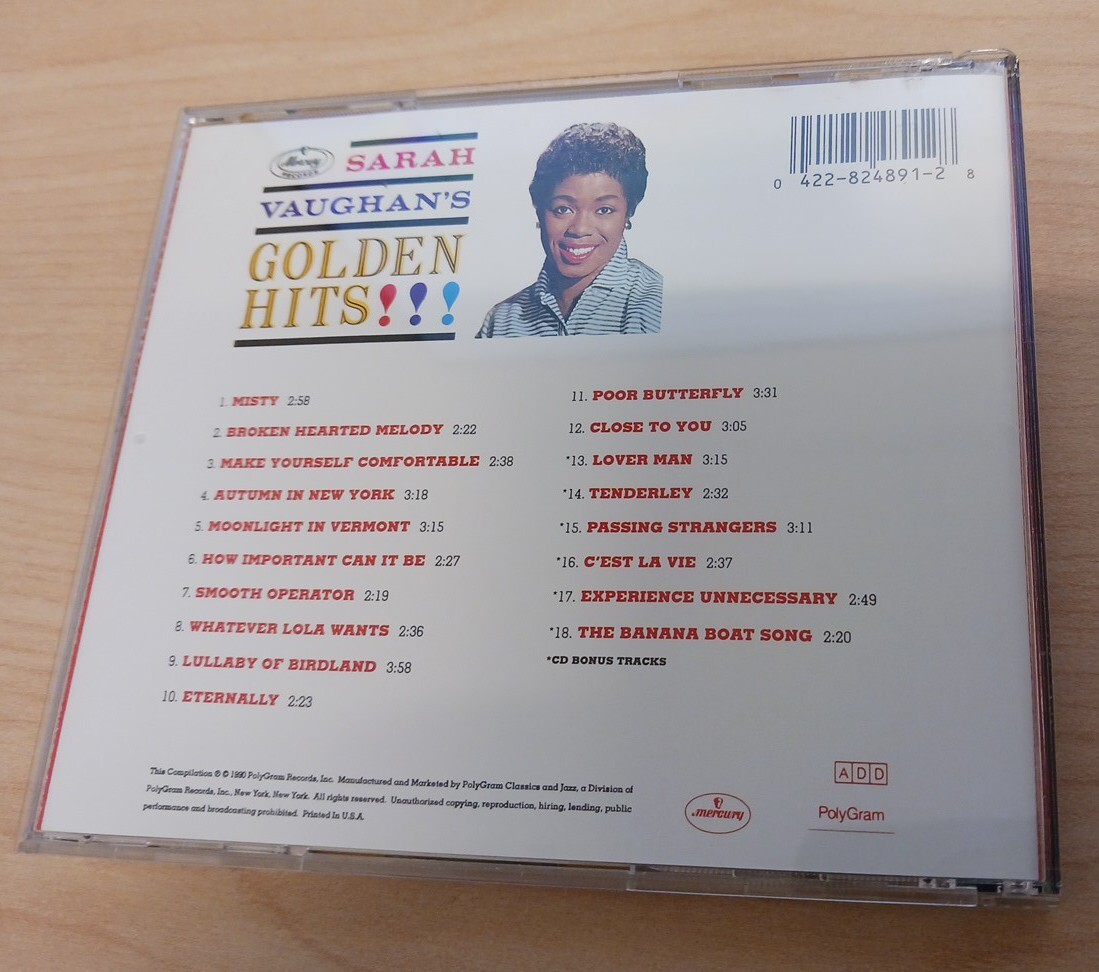 Mercury
RECORDS
SARAH
VAUGHAN'S
GOLDEN
HITS!!!
0 422-824891-2 8
1. MISTY 2:58
2. BROKEN HEARTED MELODY 2:22
3. MAKE YOURSELF COMFORTABLE 2:38
4. AUTUMN IN NEW YORK 3:18
5. MOONLIGHT IN VERMONT 3:15
6. HOW IMPORTANT CAN IT BE 2:27
7. SMOOTH OPERATOR 2:19
8. WHATEVER LOLA WANTS 2:36
9. LULLABY OF BIRDLAND 3:58
10. ETERNALLY 2:23
11. POOR BUTTERFLY 3:31
12. CLOSE TO YOU 3:05
*13. LOVER MAN 3:15
*14. TENDERLEY 2:32
*15. PASSING STRANGERS 3:11
*16. C'EST LA VIE 2:37
*17. EXPERIENCE UNNECESSARY 2:49
*18. THE BANANA BOAT SONG 2:20
*CD BONUS TRACKS
This Compilation ℗ © 1990 PolyGram Records, Inc. Manufactured and Marketed by PolyGram Classics and Jazz, a Division of
PolyGram Records, Inc., New York, New York. All rights reserved. Unauthorized copying, reproduction, hiring, lending, public
performance and broadcasting prohibited. Printed in U.S.A.
mercury
ADD
PolyGram